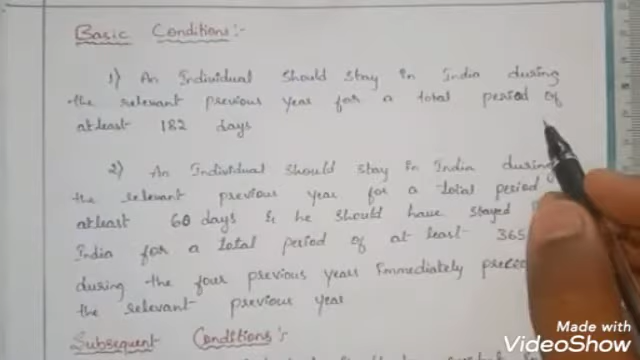 Basic Conditions:-
1) An Individual should stay in India during
the relevant previous year for a total period of
atleast 182 days
2) An Individual should stay in India during
the relevant previous year for a total period
atleast 60 days & he should have stayed
India for a total period of at least 365
during the four previous years Immediately
the relevant previous year
Subsequent Conditions:
Made with
VideoShow